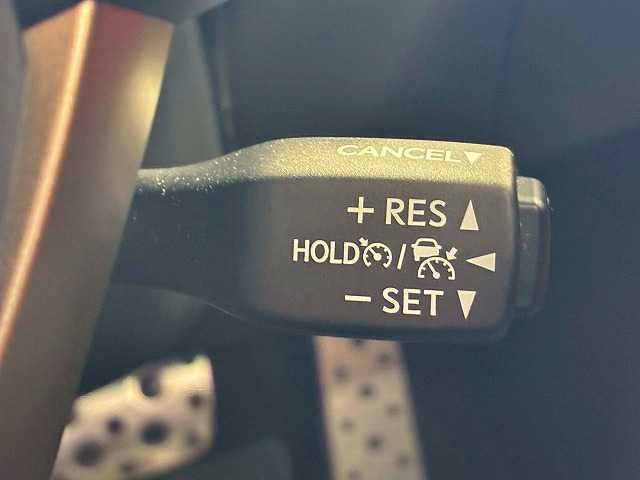 CANCEL▼
+ RES ▲
HOLD / ◀
− SET ▼